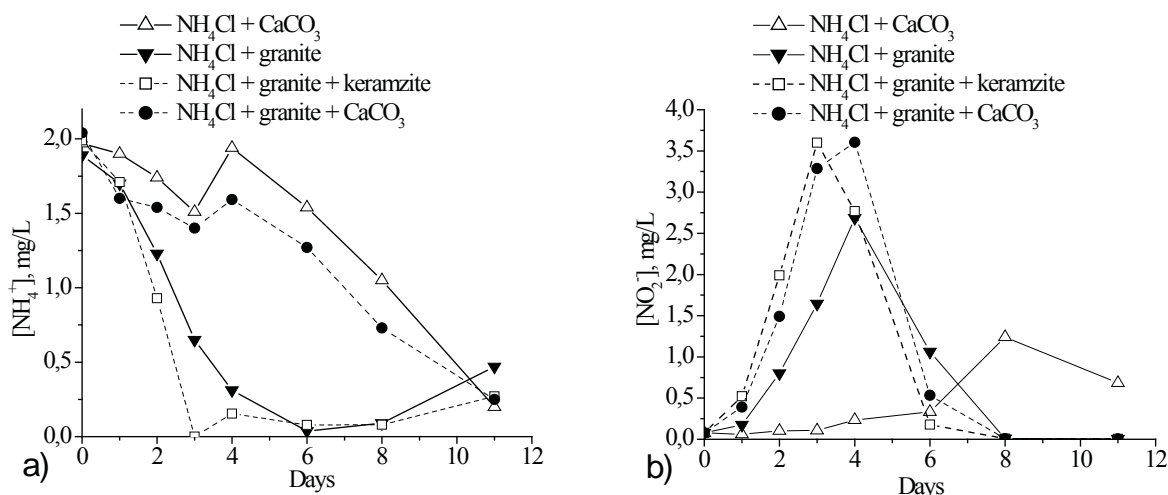 NH₄Cl + CaCO₃
NH₄Cl + granite
NH₄Cl + granite + keramzite
NH₄Cl + granite + CaCO₃
[NH₄⁺], mg/L
2,0
1,5
1,0
0,5
0,0
0 2 4 6 8 10 12
Days
a)
NH₄Cl + CaCO₃
NH₄Cl + granite
NH₄Cl + granite + keramzite
NH₄Cl + granite + CaCO₃
[NO₂⁻], mg/L
4,0
3,5
3,0
2,5
2,0
1,5
1,0
0,5
0,0
0 2 4 6 8 10 12
Days
b)